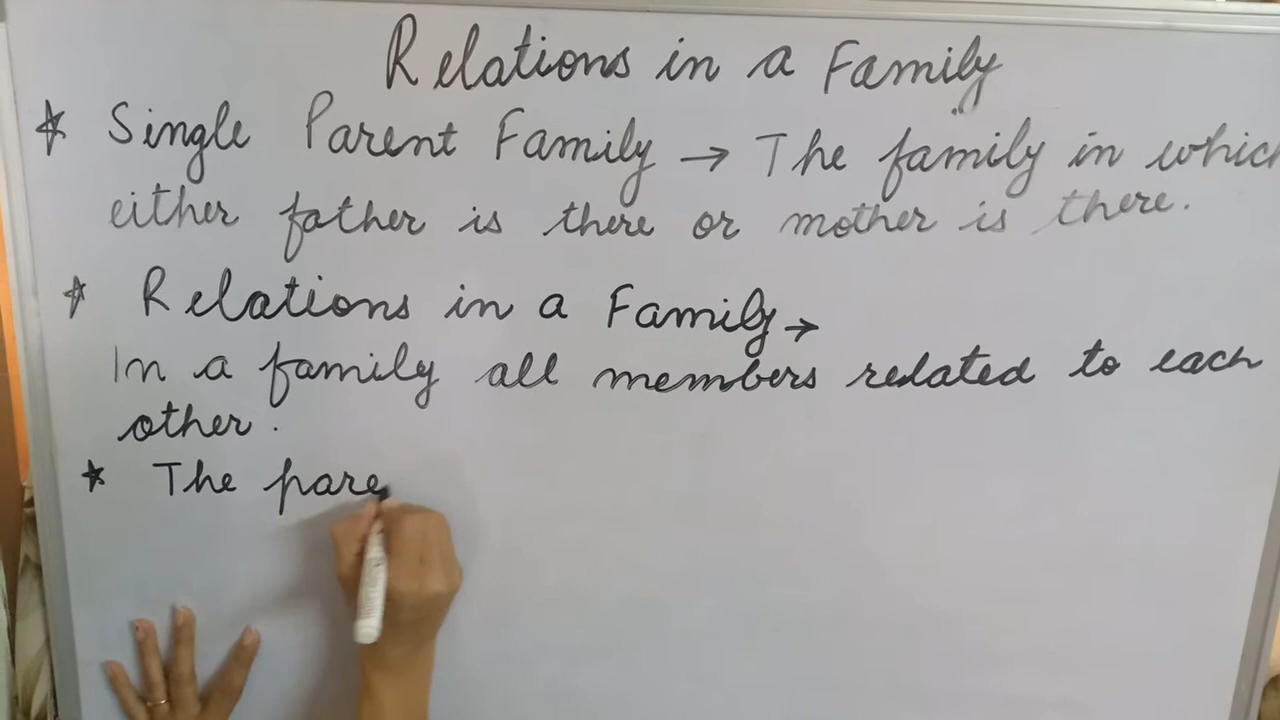 Relations in a Family
* Single Parent Family → The family in which
either father is there or mother is there.
* Relations in a Family →
In a family all members related to each
other.
* The pare